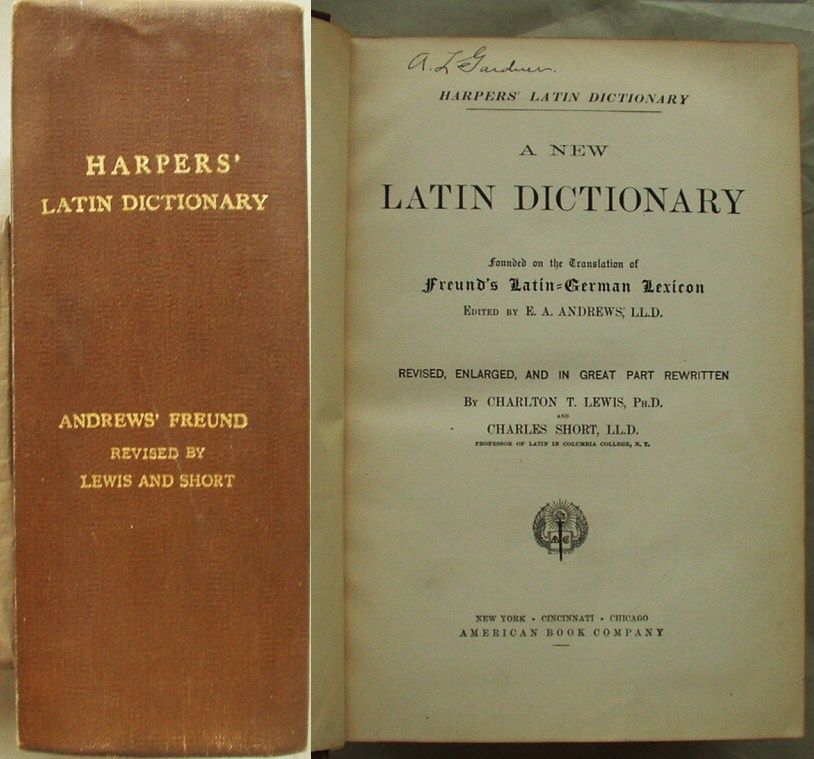 HARPERS'
LATIN DICTIONARY
ANDREWS' FREUND
REVISED BY
LEWIS AND SHORT
A. L. Gardner.
HARPERS' LATIN DICTIONARY
A NEW
LATIN DICTIONARY
Founded on the Translation of
Freund's Latin=German Lexicon
EDITED BY E. A. ANDREWS, LL.D.
REVISED, ENLARGED, AND IN GREAT PART REWRITTEN
BY CHARLTON T. LEWIS, PH.D.
AND
CHARLES SHORT, LL.D.
PROFESSOR OF LATIN IN COLUMBIA COLLEGE, N. Y.
NEW YORK • CINCINNATI • CHICAGO
AMERICAN BOOK COMPANY